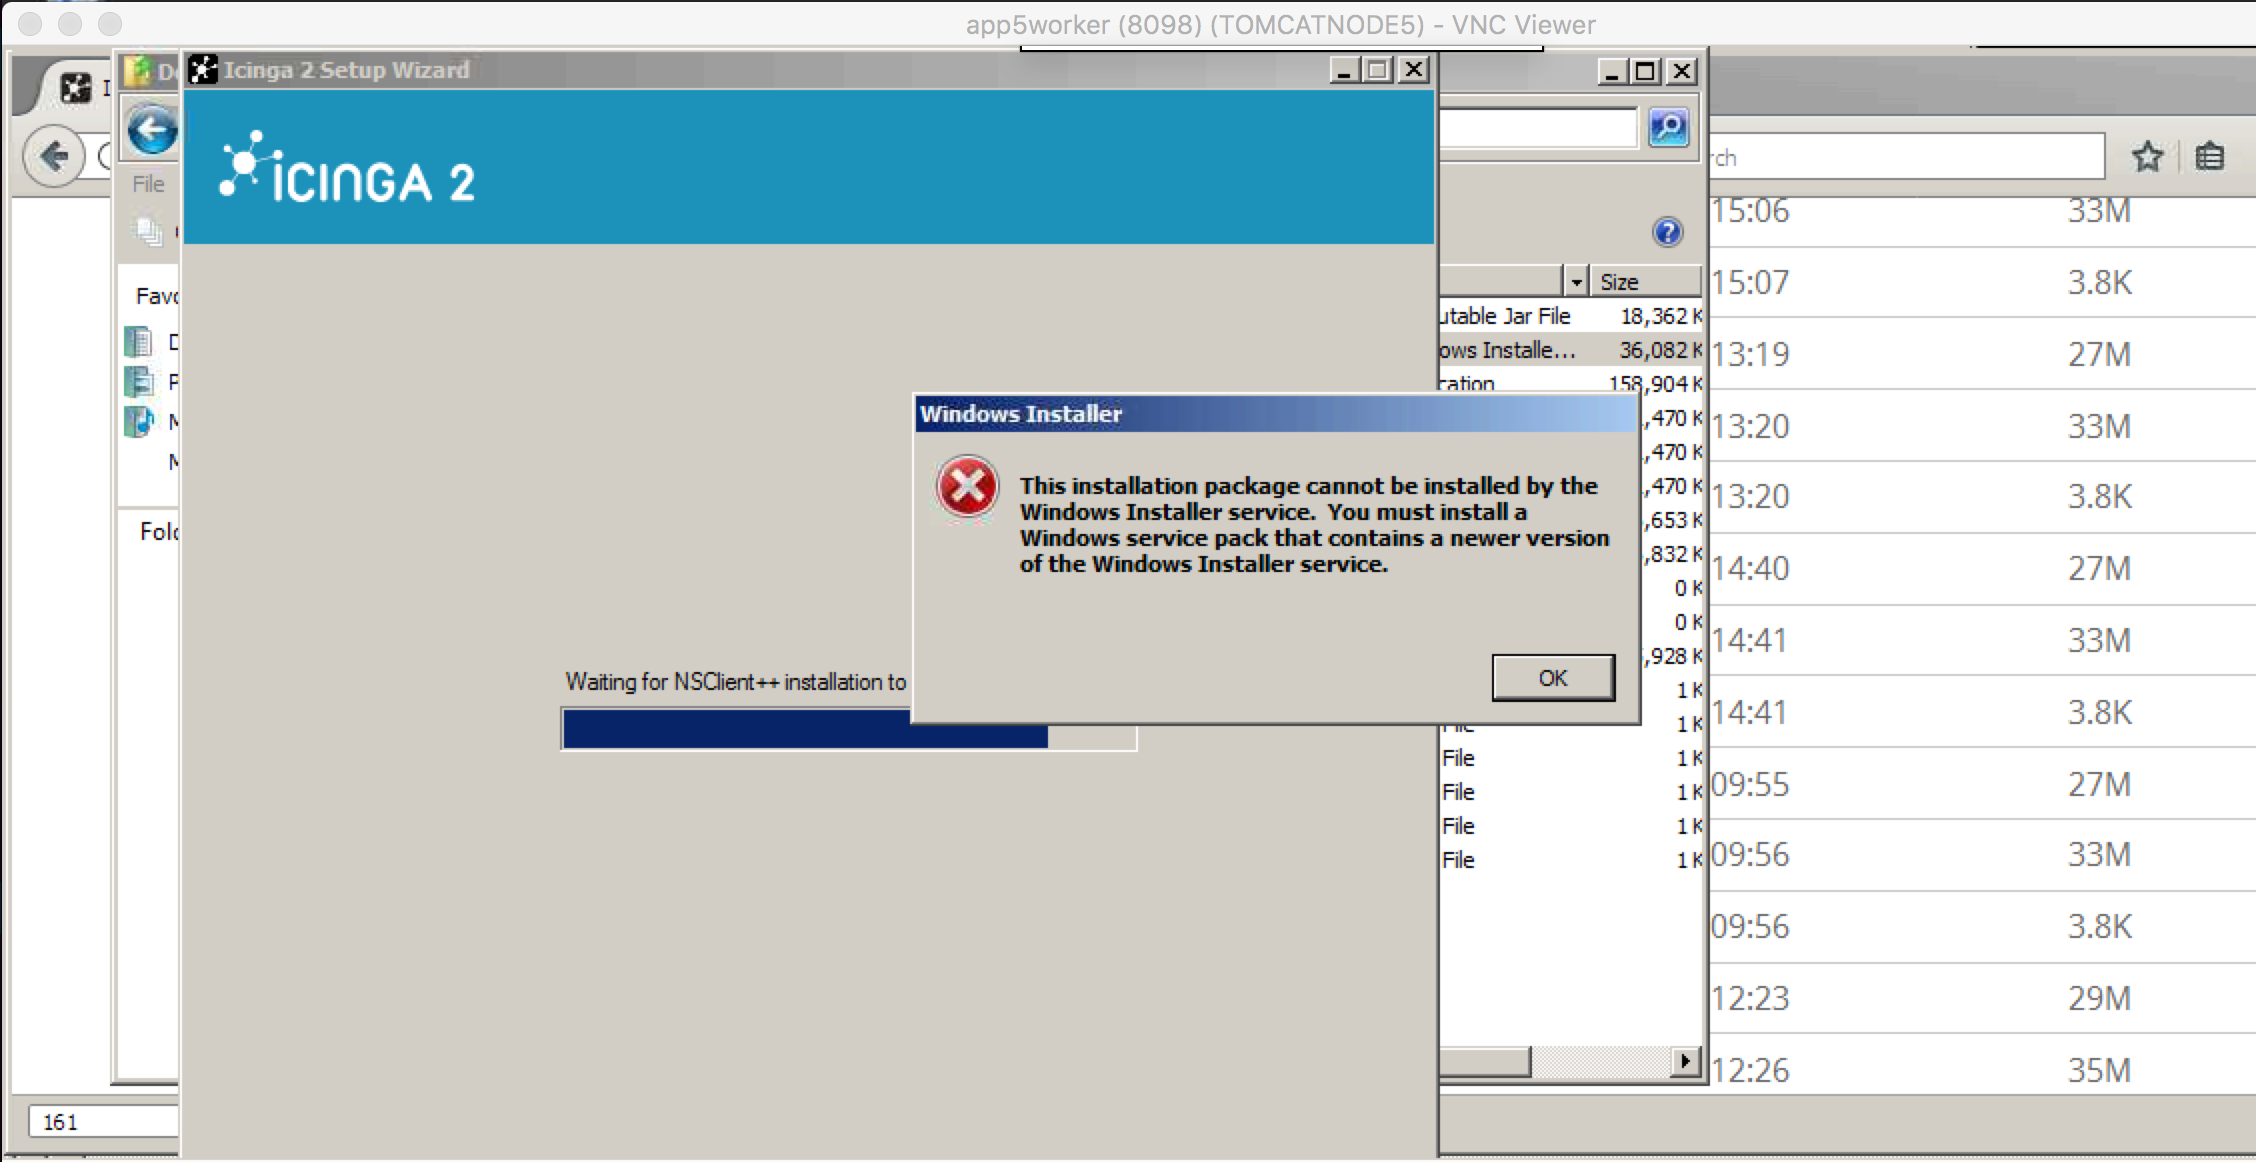 app5worker (8098) (TOMCATNODE5) - VNC Viewer
Icinga 2 Setup Wizard
ICINGA 2
File
rch
15:06 33M
Size
15:07 3.8K
utable Jar File 18,362 K
ows Installe... 36,082 K
13:19 27M
cation 158,904 K
Windows Installer
This installation package cannot be installed by the
Windows Installer service. You must install a
Windows service pack that contains a newer version
of the Windows Installer service.
OK
,470 K
13:20 33M
,470 K
,470 K
13:20 3.8K
,653 K
,832 K
14:40 27M
0 K
0 K
14:41 33M
,928 K
Waiting for NSClient++ installation to
1 K
14:41 3.8K
1 K
File 1 K
File 1 K
09:55 27M
File 1 K
File 1 K
09:56 33M
09:56 3.8K
12:23 29M
12:26 35M
161